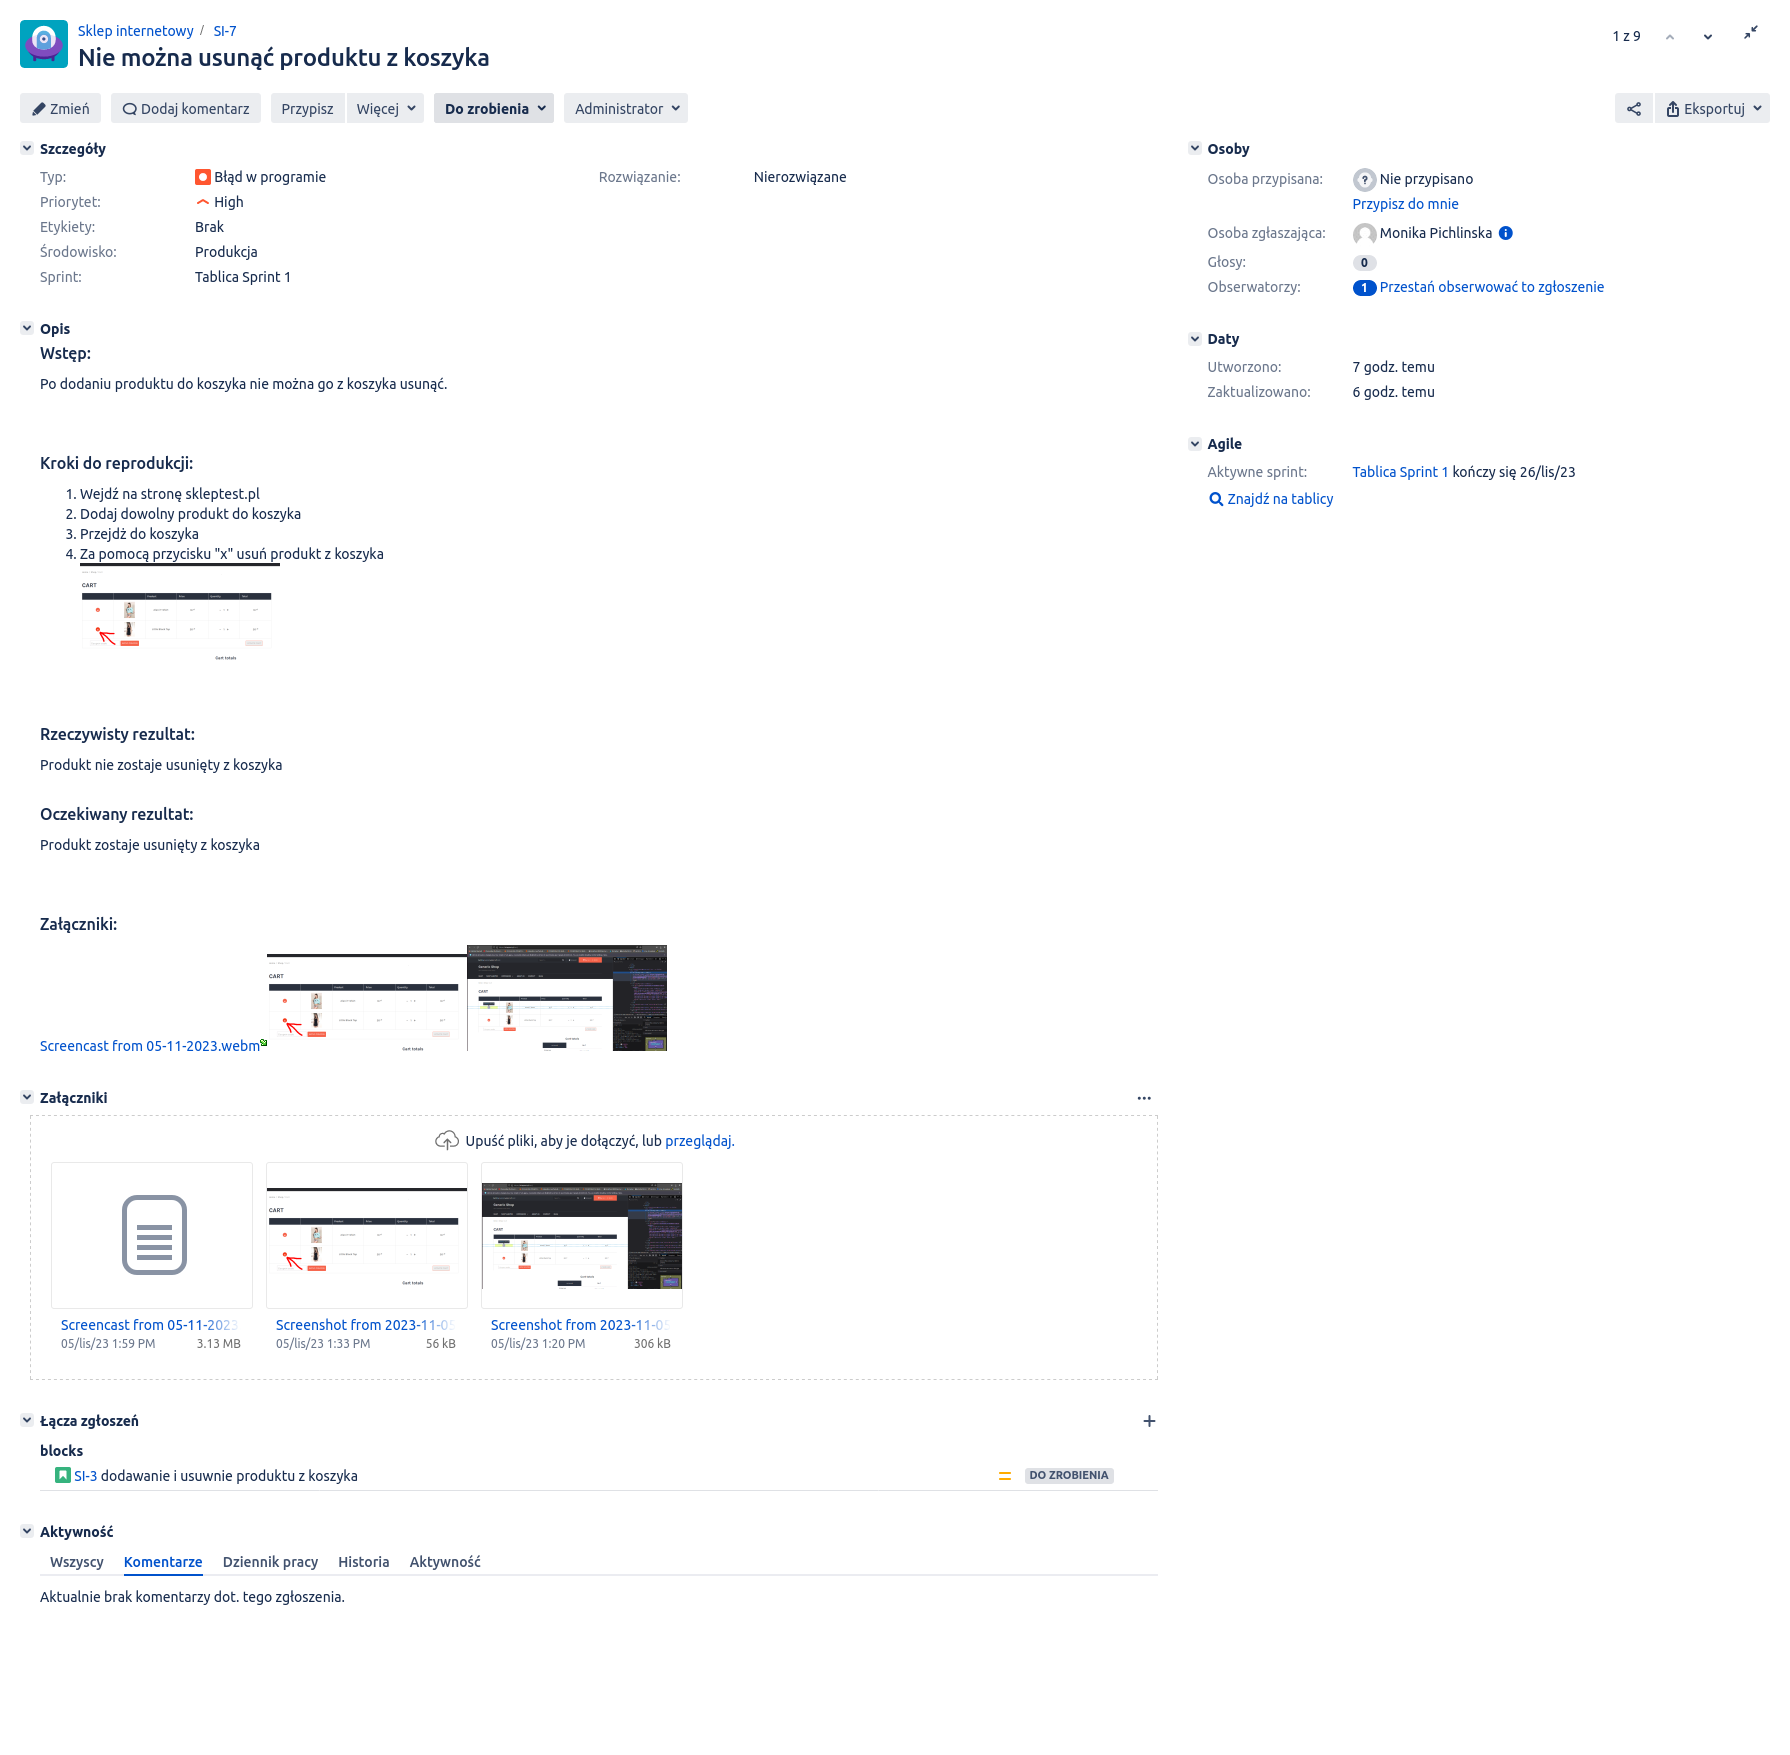 Sklep internetowy / SI-7
Nie można usunąć produktu z koszyka
1 z 9
Zmień Dodaj komentarz Przypisz Więcej Do zrobienia Administrator Eksportuj
Szczegóły
Typ: Błąd w programie Rozwiązanie: Nierozwiązane
Priorytet: High
Etykiety: Brak
Środowisko: Produkcja
Sprint: Tablica Sprint 1
Opis
Wstęp:
Po dodaniu produktu do koszyka nie można go z koszyka usunąć.
Kroki do reprodukcji:
1. Wejdź na stronę skleptest.pl
2. Dodaj dowolny produkt do koszyka
3. Przejdż do koszyka
4. Za pomocą przycisku "x" usuń produkt z koszyka
CART
Cart totals
Rzeczywisty rezultat:
Produkt nie zostaje usunięty z koszyka
Oczekiwany rezultat:
Produkt zostaje usunięty z koszyka
Załączniki:
CART
Cart totals
Screencast from 05-11-2023.webm
Załączniki
Upuść pliki, aby je dołączyć, lub przeglądaj.
CART
Cart totals
Screencast from 05-11-2023
05/lis/23 1:59 PM 3.13 MB
Screenshot from 2023-11-05
05/lis/23 1:33 PM 56 kB
Screenshot from 2023-11-05
05/lis/23 1:20 PM 306 kB
Łącza zgłoszeń
blocks
SI-3 dodawanie i usuwnie produktu z koszyka DO ZROBIENIA
Aktywność
Wszyscy Komentarze Dziennik pracy Historia Aktywność
Aktualnie brak komentarzy dot. tego zgłoszenia.
Osoby
Osoba przypisana: Nie przypisano
Przypisz do mnie
Osoba zgłaszająca: Monika Pichlinska
Głosy: 0
Obserwatorzy: 1 Przestań obserwować to zgłoszenie
Daty
Utworzono: 7 godz. temu
Zaktualizowano: 6 godz. temu
Agile
Aktywne sprint: Tablica Sprint 1 kończy się 26/lis/23
Znajdź na tablicy